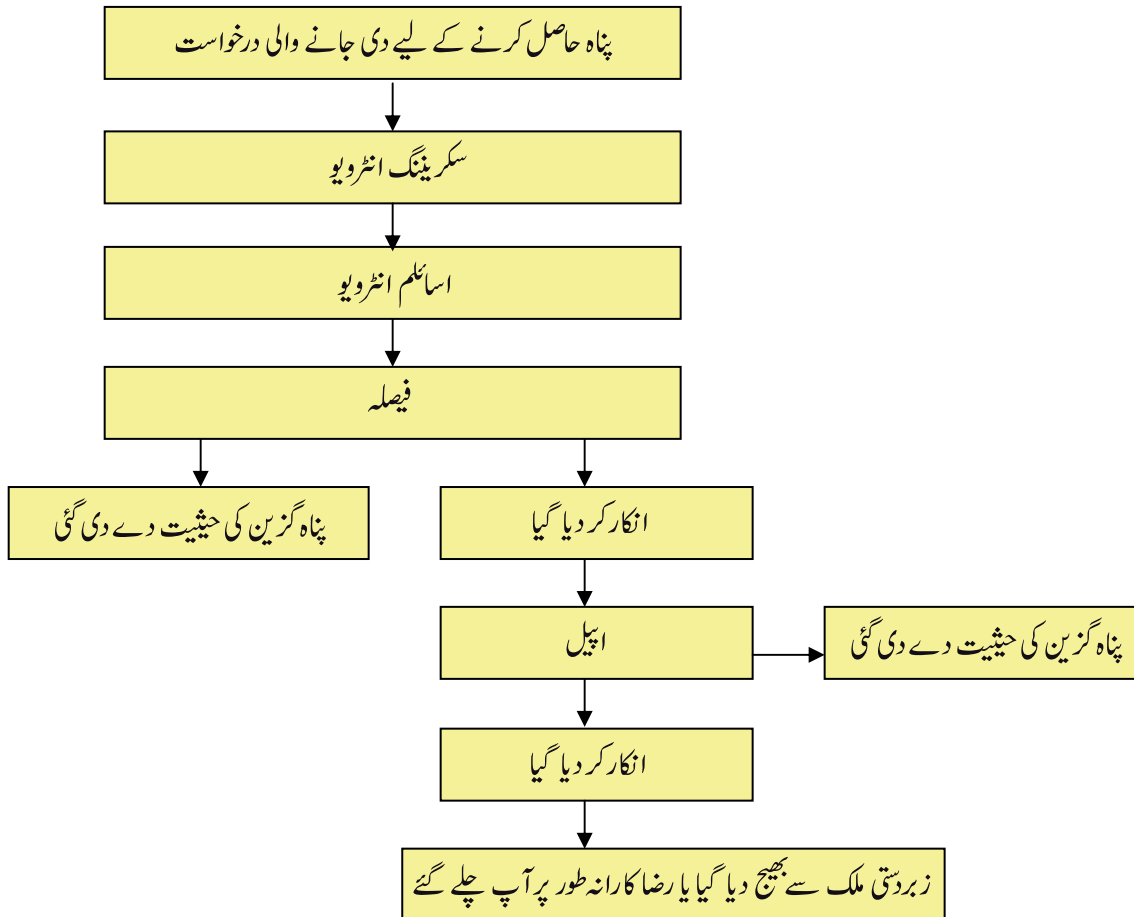 پناہ حاصل کرنے کے لیے دی جانے والی درخواست
سکریننگ انٹرویو
اسائلم انٹرویو
فیصلہ
انکار کر دیا گیا
پناہ گزین کی حیثیت دے دی گئی
اپیل
پناہ گزین کی حیثیت دے دی گئی
انکار کر دیا گیا
زبردستی ملک سے بھیج دیا گیا یا رضا کارانہ طور پر آپ چلے گئے